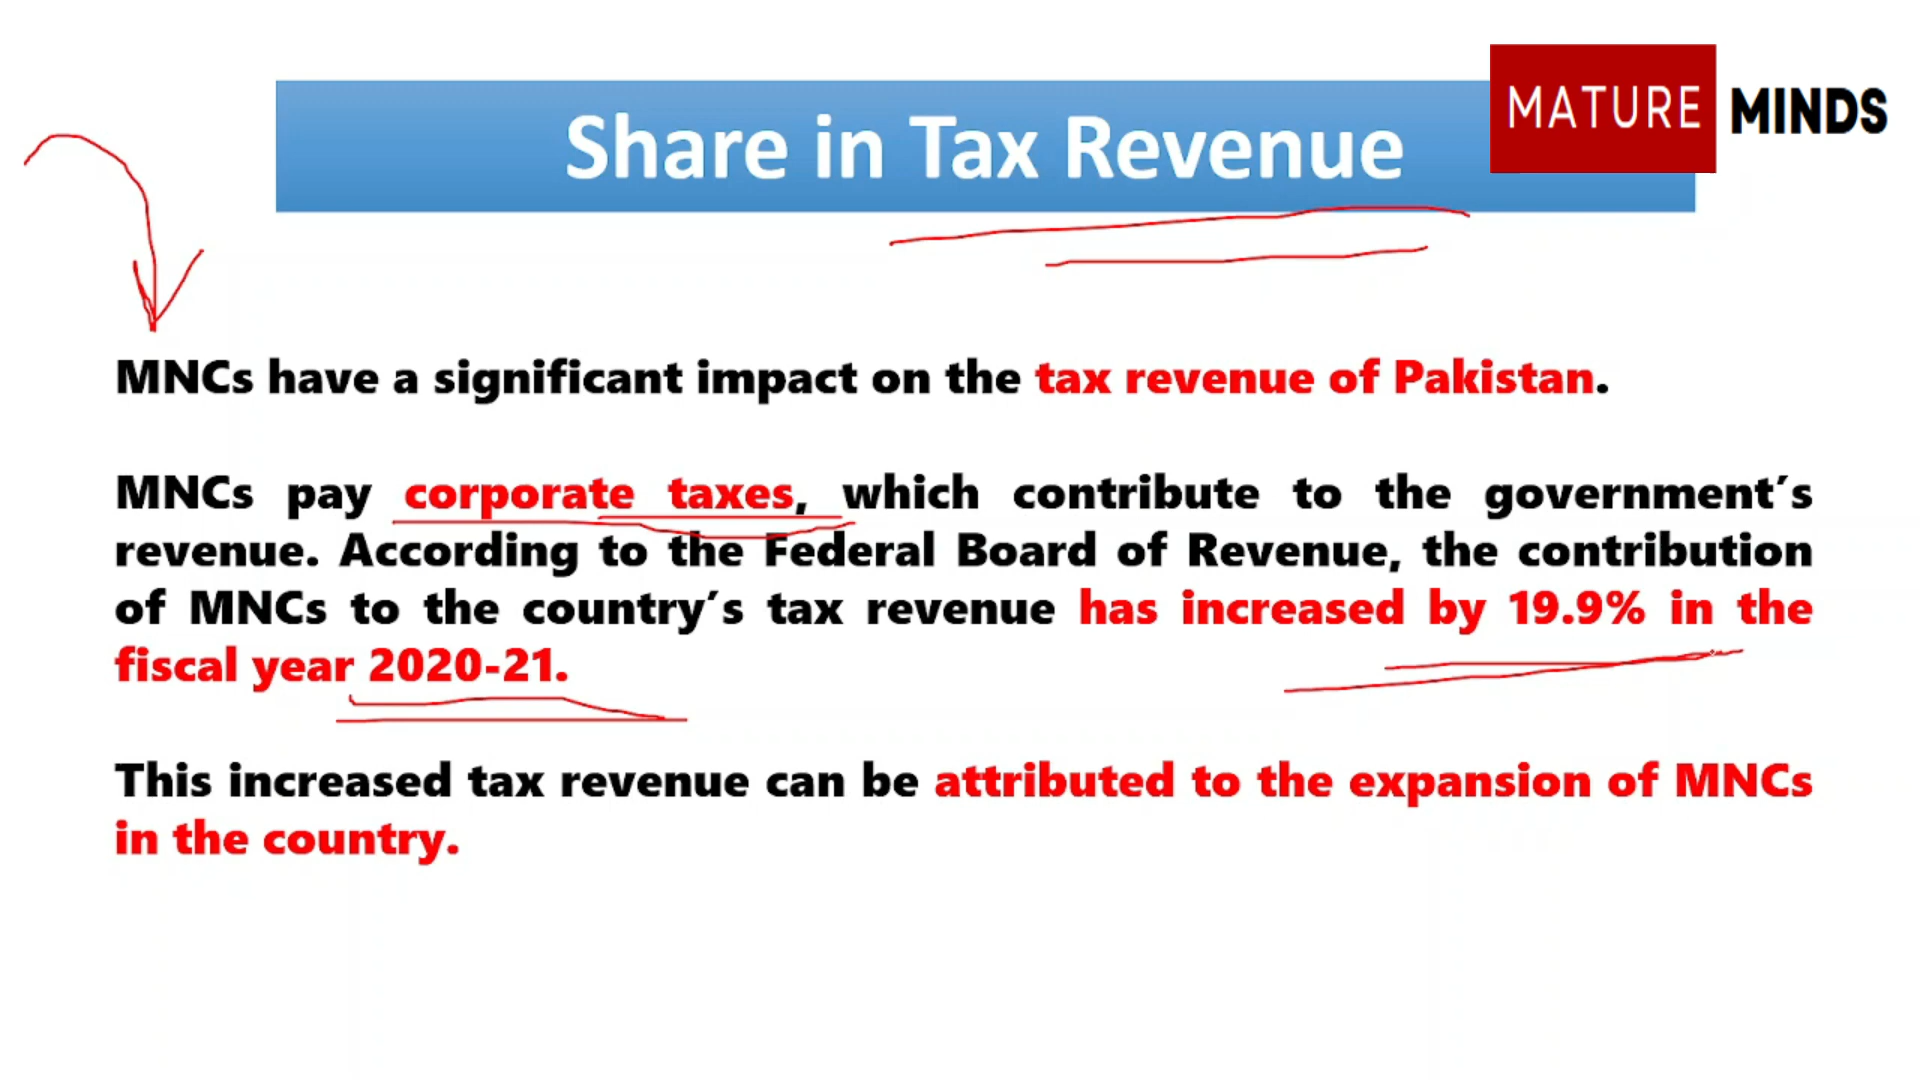 MATURE MINDS
Share in Tax Revenue
MNCs have a significant impact on the tax revenue of Pakistan.
MNCs pay corporate taxes, which contribute to the government′s
revenue. According to the Federal Board of Revenue, the contribution
of MNCs to the country′s tax revenue has increased by 19.9% in the
fiscal year 2020-21.
This increased tax revenue can be attributed to the expansion of MNCs
in the country.